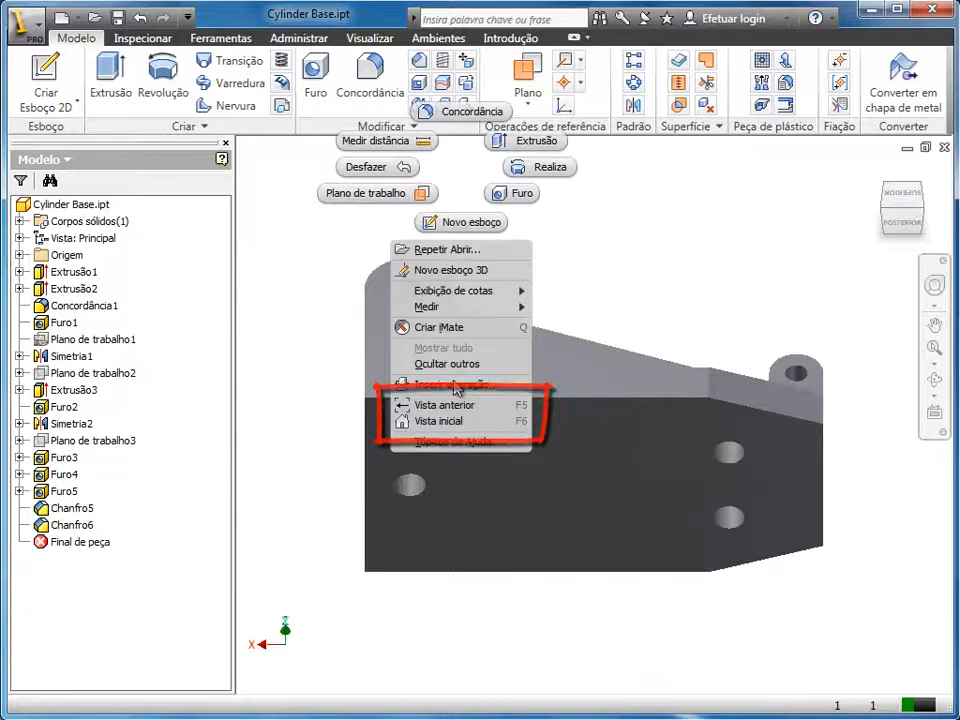 Cylinder Base.ipt
Insira palavra chave ou frase
Efetuar login
PRO
Modelo
Inspecionar
Ferramentas
Administrar
Visualizar
Ambientes
Introdução
Criar
Esboço 2D
Extrusão
Revolução
Transição
Varredura
Nervura
Furo
Concordância
Plano
Converter em
chapa de metal
Esboço
Criar
Modificar
Operações de referência
Padrão
Superfície
Peça de plástico
Fiação
Converter
Concordância
Medir distância
Extrusão
Desfazer
Realiza
Plano de trabalho
Furo
Novo esboço
Modelo
Cylinder Base.ipt
Corpos sólidos(1)
Vista: Principal
Origem
Extrusão1
Extrusão2
Concordância1
Furo1
Plano de trabalho1
Simetria1
Plano de trabalho2
Extrusão3
Furo2
Simetria2
Plano de trabalho3
Furo3
Furo4
Furo5
Chanfro5
Chanfro6
Final de peça
Repetir Abrir...
Novo esboço 3D
Exibição de cotas
Medir
Criar iMate Q
Mostrar tudo
Ocultar outros
Vista anterior F5
Vista inicial F6
Tópicos de Ajuda...
SUPERIOR
POSTERIOR
X
1 1